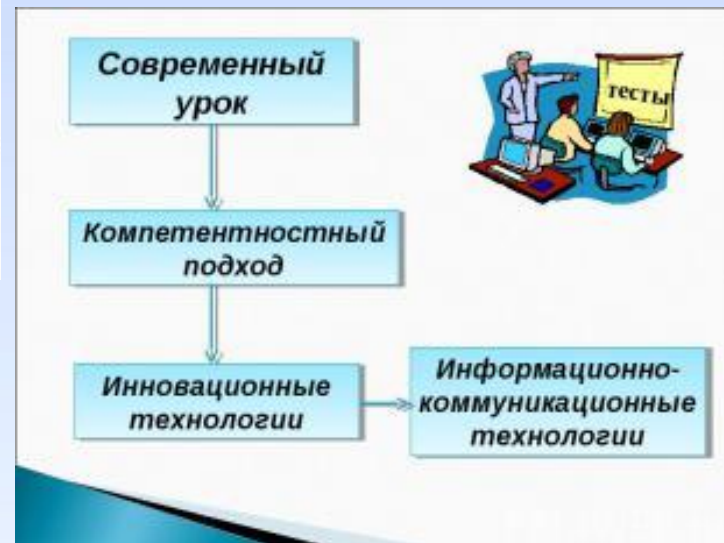 Современный
урок
тесты
Компетентностный
подход
Инновационные
технологии
Информационно-
коммуникационные
технологии